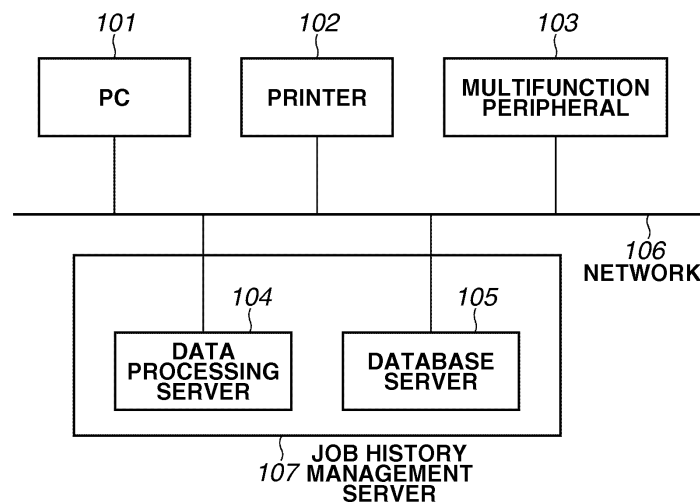 101
102
103
PC
PRINTER
MULTIFUNCTION
PERIPHERAL
106
NETWORK
104
105
DATA
PROCESSING
SERVER
DATABASE
SERVER
107
JOB HISTORY
MANAGEMENT
SERVER